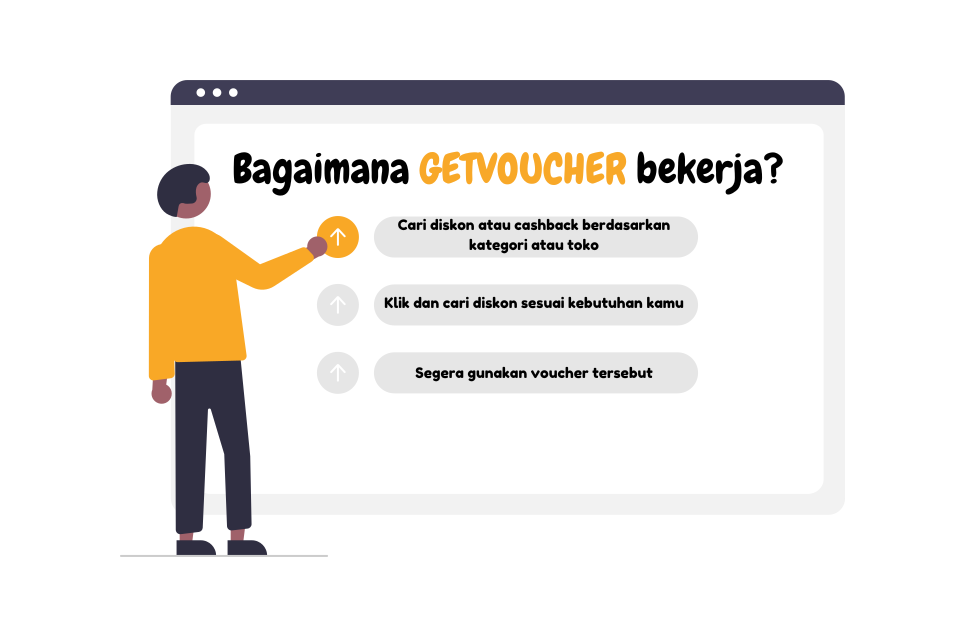 Bagaimana GETVOUCHER bekerja?
Cari diskon atau cashback berdasarkan
kategori atau toko
Klik dan cari diskon sesuai kebutuhan kamu
Segera gunakan voucher tersebut